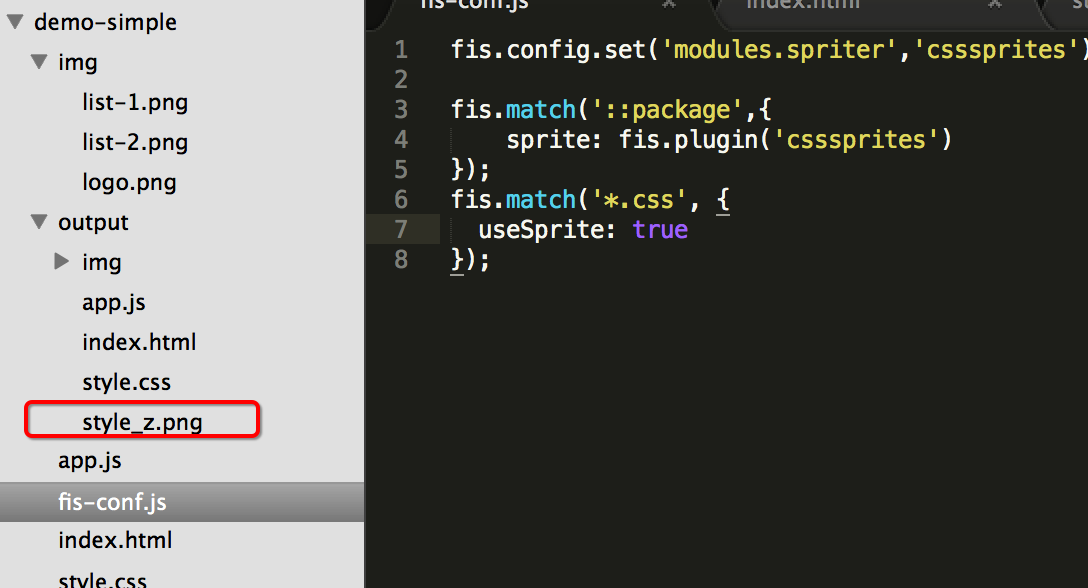 demo-simple
img
list-1.png
list-2.png
logo.png
output
img
app.js
index.html
style.css
style_z.png
app.js
fis-conf.js
index.html
style.css
fis-conf.js
index.html
1 fis.config.set('modules.spriter','csssprites')
2
3 fis.match('::package',{
4 sprite: fis.plugin('csssprites')
5 });
6 fis.match('*.css', {
7 useSprite: true
8 });